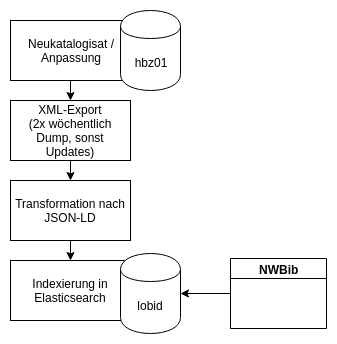 Neukatalogisat /
Anpassung
hbz01
XML-Export
(2x wöchentlich
Dump, sonst
Updates)
Transformation nach
JSON-LD
Indexierung in
Elasticsearch
lobid
NWBib